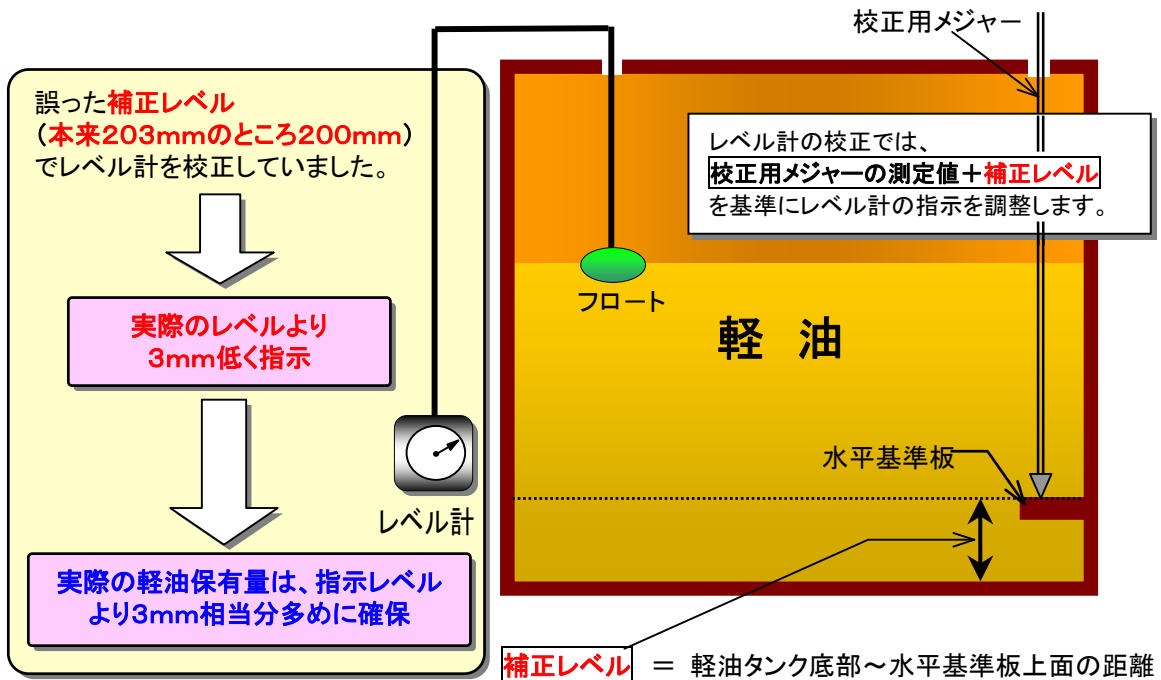 校正用メジャー
誤った補正レベル
（本来203mmのところ200mm）
でレベル計を校正していました。
実際のレベルより
3mm低く指示
実際の軽油保有量は、指示レベル
より3mm相当分多めに確保
レベル計
レベル計の校正では、
校正用メジャーの測定値＋補正レベル
を基準にレベル計の指示を調整します。
フロート
軽 油
水平基準板
補正レベル ＝ 軽油タンク底部～水平基準板上面の距離